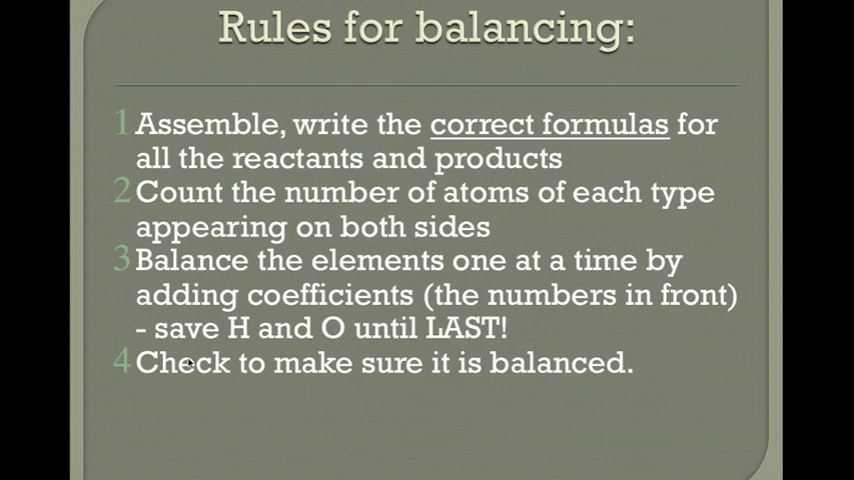 Rules for balancing:
1 Assemble, write the correct formulas for
all the reactants and products
2 Count the number of atoms of each type
appearing on both sides
3 Balance the elements one at a time by
adding coefficients (the numbers in front)
- save H and O until LAST!
4 Check to make sure it is balanced.